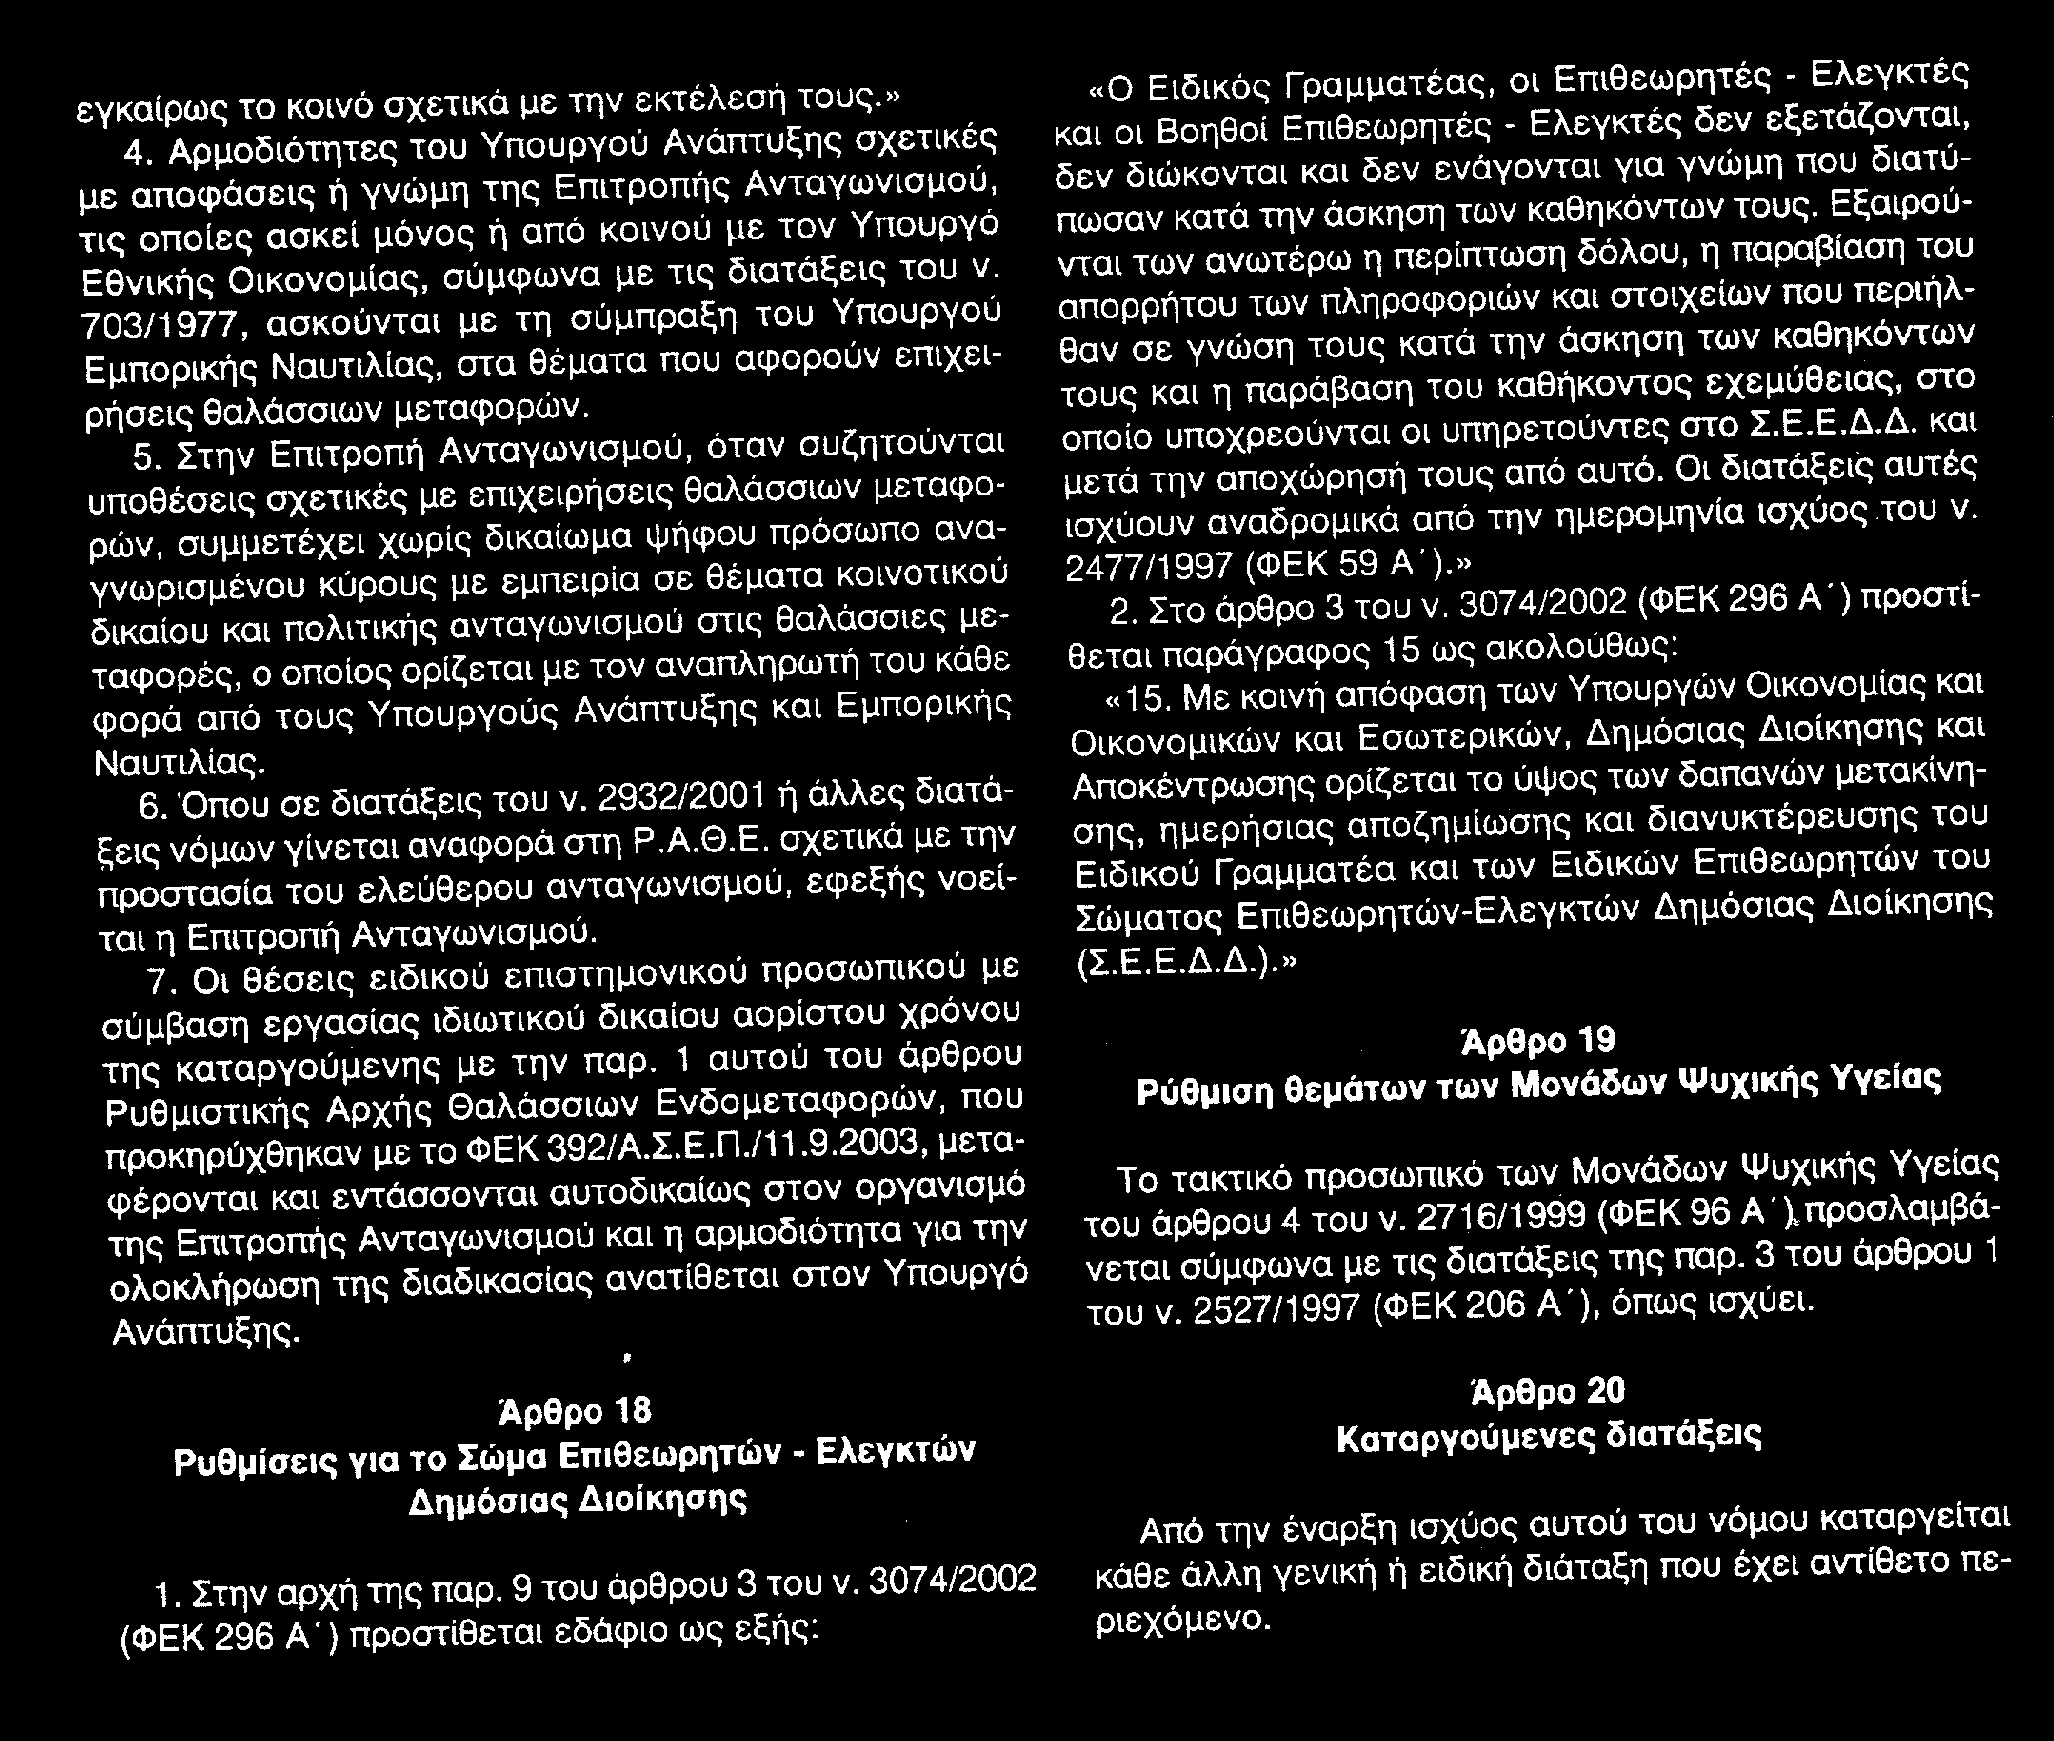 εγκαίρως το κοινό σχετικά με την εκτέλεσή τους.»
4. Αρμοδιότητες του Υπουργού Ανάπτυξης σχετικές
με αποφάσεις ή γνώμη της Επιτροπής Ανταγωνισμού,
τις οποίες ασκεί μόνος ή από κοινού με τον Υπουργό
Εθνικής Οικονομίας, σύμφωνα με τις διατάξεις του ν.
703/1977, ασκούνται με τη σύμπραξη του Υπουργού
Εμπορικής Ναυτιλίας, στα θέματα που αφορούν επιχει-
ρήσεις θαλάσσιων μεταφορών.
5. Στην Επιτροπή Ανταγωνισμού, όταν συζητούνται
υποθέσεις σχετικές με επιχειρήσεις θαλάσσιων μεταφο-
ρών, συμμετέχει χωρίς δικαίωμα ψήφου πρόσωπο ανα-
γνωρισμένου κύρους με εμπειρία σε θέματα κοινοτικού
δικαίου και πολιτικής ανταγωνισμού στις θαλάσσιες με-
ταφορές, ο οποίος ορίζεται με τον αναπληρωτή του κάθε
φορά από τους Υπουργούς Ανάπτυξης και Εμπορικής
Ναυτιλίας.
6. Όπου σε διατάξεις του ν. 2932/2001 ή άλλες διατά-
ξεις νόμων γίνεται αναφορά στη Ρ.Α.Θ.Ε. σχετικά με την
προστασία του ελεύθερου ανταγωνισμού, εφεξής νοεί-
ται η Επιτροπή Ανταγωνισμού.
7. Οι θέσεις ειδικού επιστημονικού προσωπικού με
σύμβαση εργασίας ιδιωτικού δικαίου αορίστου χρόνου
της καταργούμενης με την παρ. 1 αυτού του άρθρου
Ρυθμιστικής Αρχής Θαλάσσιων Ενδομεταφορών, που
προκηρύχθηκαν με το ΦΕΚ 392/Α.Σ.Ε.Π./11.9.2003, μετα-
φέρονται και εντάσσονται αυτοδικαίως στον οργανισμό
της Επιτροπής Ανταγωνισμού και η αρμοδιότητα για την
ολοκλήρωση της διαδικασίας ανατίθεται στον Υπουργό
Ανάπτυξης.
Άρθρο 18
Ρυθμίσεις για το Σώμα Επιθεωρητών - Ελεγκτών
Δημόσιας Διοίκησης
1. Στην αρχή της παρ. 9 του άρθρου 3 του ν. 3074/2002
(ΦΕΚ 296 Α΄) προστίθεται εδάφιο ως εξής:
«Ο Ειδικός Γραμματέας, οι Επιθεωρητές - Ελεγκτές
και οι Βοηθοί Επιθεωρητές - Ελεγκτές δεν εξετάζονται,
δεν διώκονται και δεν ενάγονται για γνώμη που διατύ-
πωσαν κατά την άσκηση των καθηκόντων τους. Εξαιρού-
νται των ανωτέρω η περίπτωση δόλου, η παραβίαση του
απορρήτου των πληροφοριών και στοιχείων που περιήλ-
θαν σε γνώση τους κατά την άσκηση των καθηκόντων
τους και η παράβαση του καθήκοντος εχεμύθειας, στο
οποίο υποχρεούνται οι υπηρετούντες στο Σ.Ε.Ε.Δ.Δ. και
μετά την αποχώρησή τους από αυτό. Οι διατάξεις αυτές
ισχύουν αναδρομικά από την ημερομηνία ισχύος του ν.
2477/1997 (ΦΕΚ 59 Α΄).»
2. Στο άρθρο 3 του ν. 3074/2002 (ΦΕΚ 296 Α΄) προστί-
θεται παράγραφος 15 ως ακολούθως:
«15. Με κοινή απόφαση των Υπουργών Οικονομίας και
Οικονομικών και Εσωτερικών, Δημόσιας Διοίκησης και
Αποκέντρωσης ορίζεται το ύψος των δαπανών μετακίνη-
σης, ημερήσιας αποζημίωσης και διανυκτέρευσης του
Ειδικού Γραμματέα και των Ειδικών Επιθεωρητών του
Σώματος Επιθεωρητών-Ελεγκτών Δημόσιας Διοίκησης
(Σ.Ε.Ε.Δ.Δ.).»
Άρθρο 19
Ρύθμιση θεμάτων των Μονάδων Ψυχικής Υγείας
Το τακτικό προσωπικό των Μονάδων Ψυχικής Υγείας
του άρθρου 4 του ν. 2716/1999 (ΦΕΚ 96 Α΄) προσλαμβά-
νεται σύμφωνα με τις διατάξεις της παρ. 3 του άρθρου 1
του ν. 2527/1997 (ΦΕΚ 206 Α΄), όπως ισχύει.
Άρθρο 20
Καταργούμενες διατάξεις
Από την έναρξη ισχύος αυτού του νόμου καταργείται
κάθε άλλη γενική ή ειδική διάταξη που έχει αντίθετο πε-
ριεχόμενο.